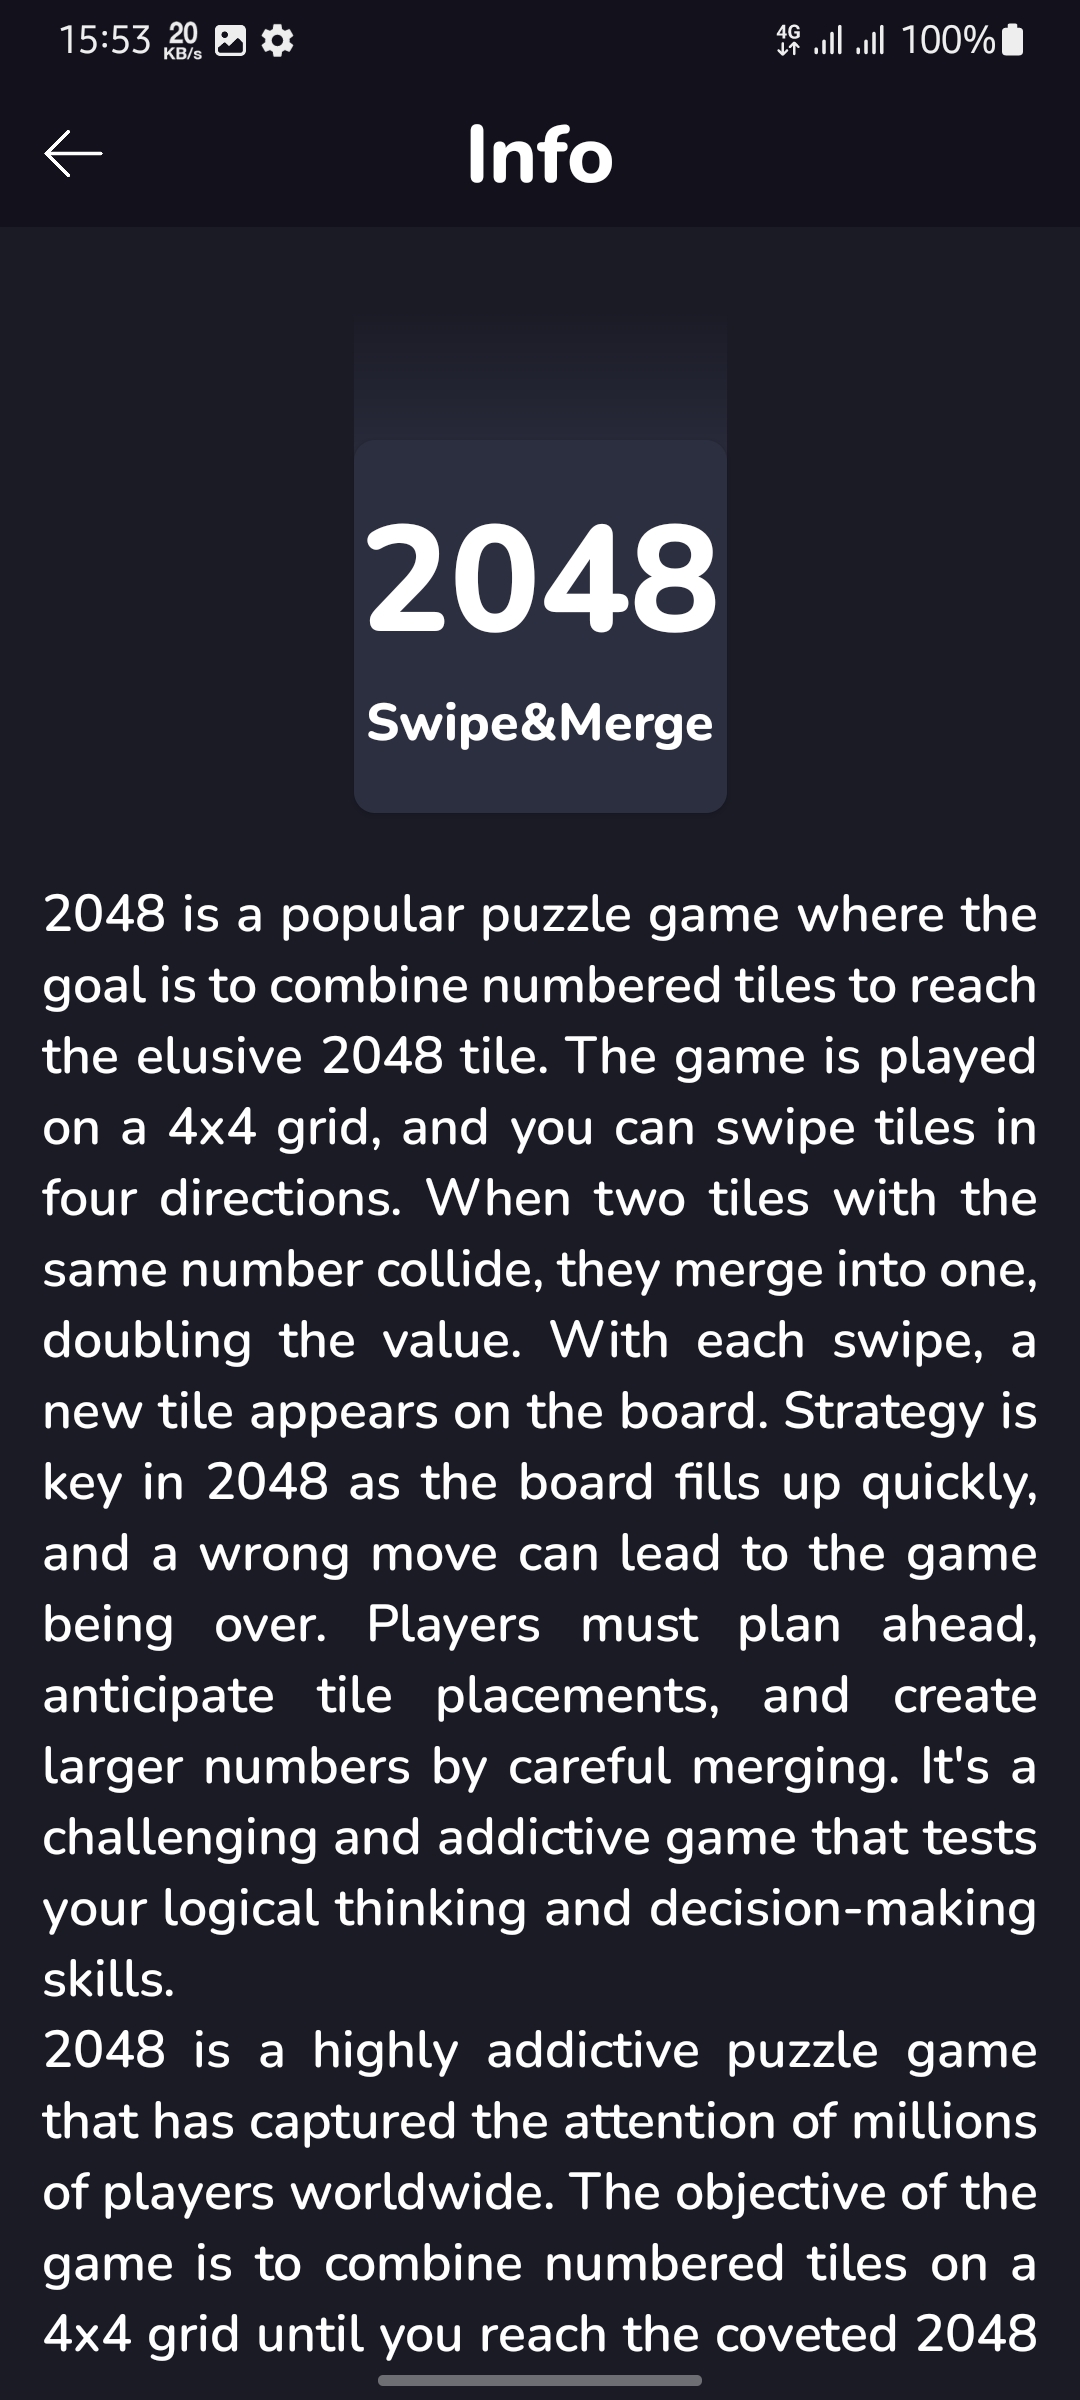 15:53 20 KB/s 4G 100%
Info
2048
Swipe&Merge
2048 is a popular puzzle game where the
goal is to combine numbered tiles to reach
the elusive 2048 tile. The game is played
on a 4x4 grid, and you can swipe tiles in
four directions. When two tiles with the
same number collide, they merge into one,
doubling the value. With each swipe, a
new tile appears on the board. Strategy is
key in 2048 as the board fills up quickly,
and a wrong move can lead to the game
being over. Players must plan ahead,
anticipate tile placements, and create
larger numbers by careful merging. It's a
challenging and addictive game that tests
your logical thinking and decision-making
skills.
2048 is a highly addictive puzzle game
that has captured the attention of millions
of players worldwide. The objective of the
game is to combine numbered tiles on a
4x4 grid until you reach the coveted 2048